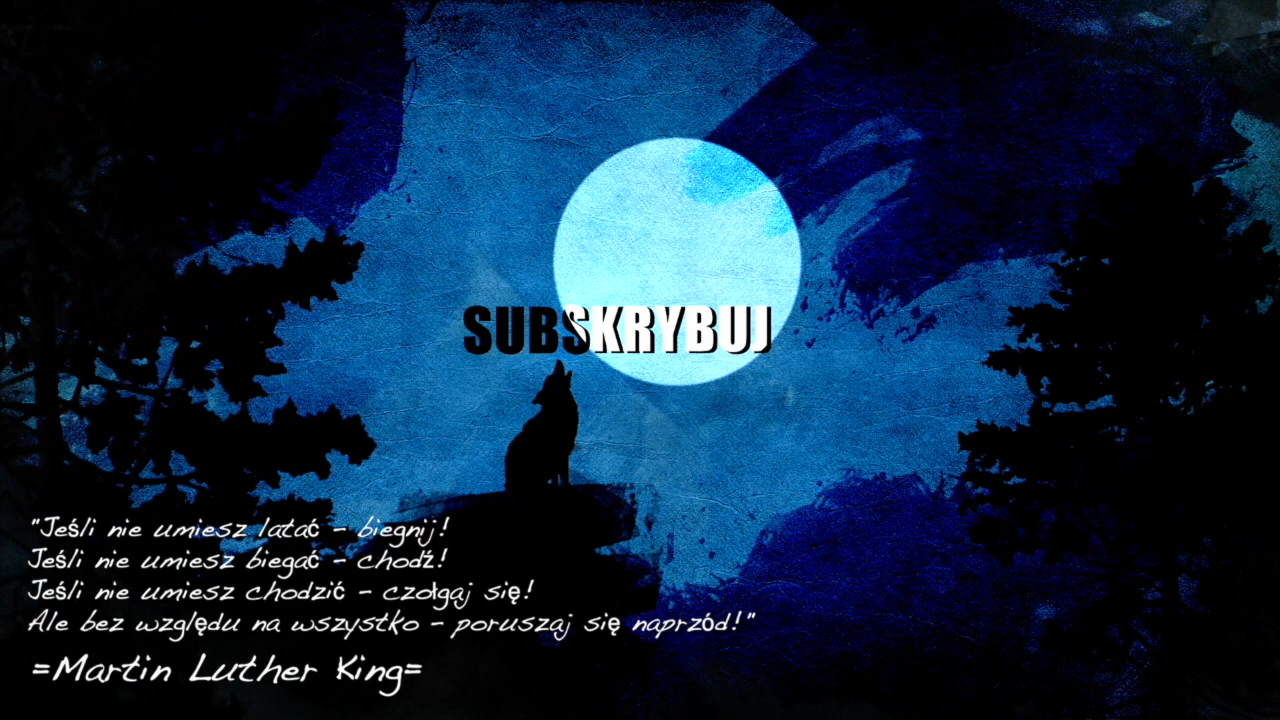 SUBSKRYBUJ
"Jeśli nie umiesz latać - biegnij!
Jeśli nie umiesz biegać - chodź!
Jeśli nie umiesz chodzić - czołgaj się!
Ale bez względu na wszystko - poruszaj się naprzód!"
=Martin Luther King=